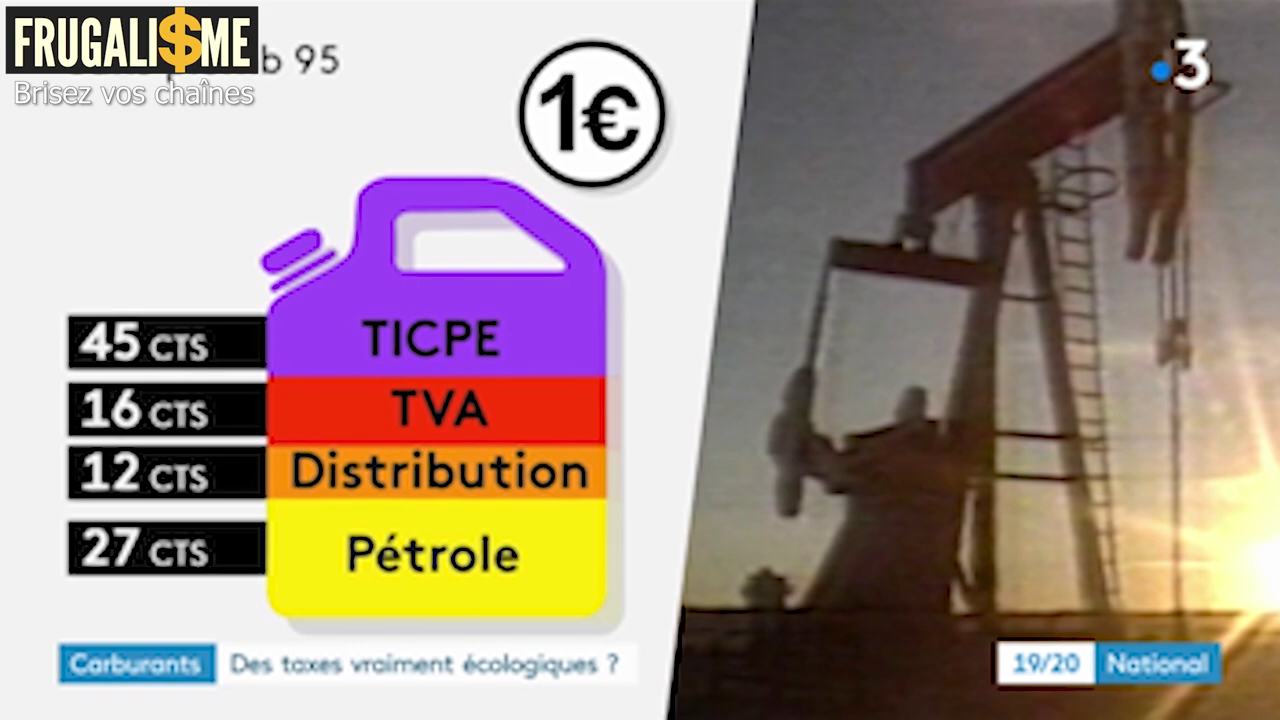 FRUGALI$ME
b 95
Brisez vos chaînes
1€
3
45 CTS
TICPE
16 CTS
TVA
12 CTS
Distribution
27 CTS
Pétrole
Carburants
Des taxes vraiment écologiques ?
19/20
National